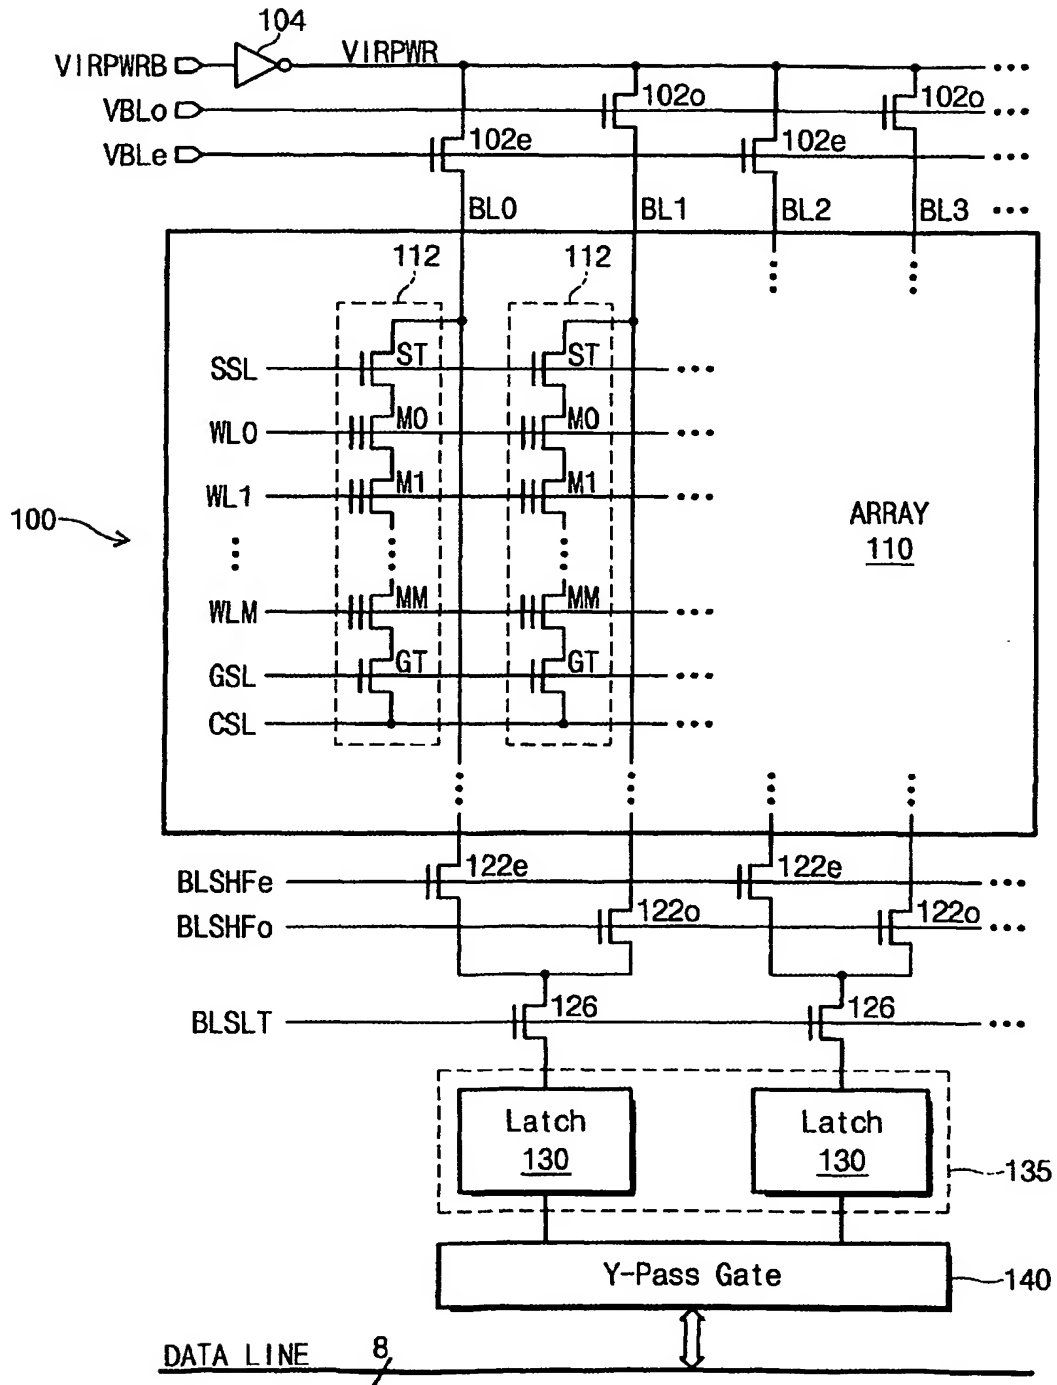 104
VIRPWRB VIRPWR ...
VBLo 102o 102o ...
VBLe 102e 102e ...
BL0 BL1 BL2 BL3 ...
112 112
SSL ST ST ...
WL0 M0 M0 ...
WL1 M1 M1 ...
100
ARRAY
110
WLM MM MM ...
GSL GT GT ...
CSL ...
BLSHFe 122e 122e ...
BLSHFo 122o 122o ...
BLSLT 126 126 ...
Latch Latch
130 130
135
Y-Pass Gate
140
DATA LINE 8